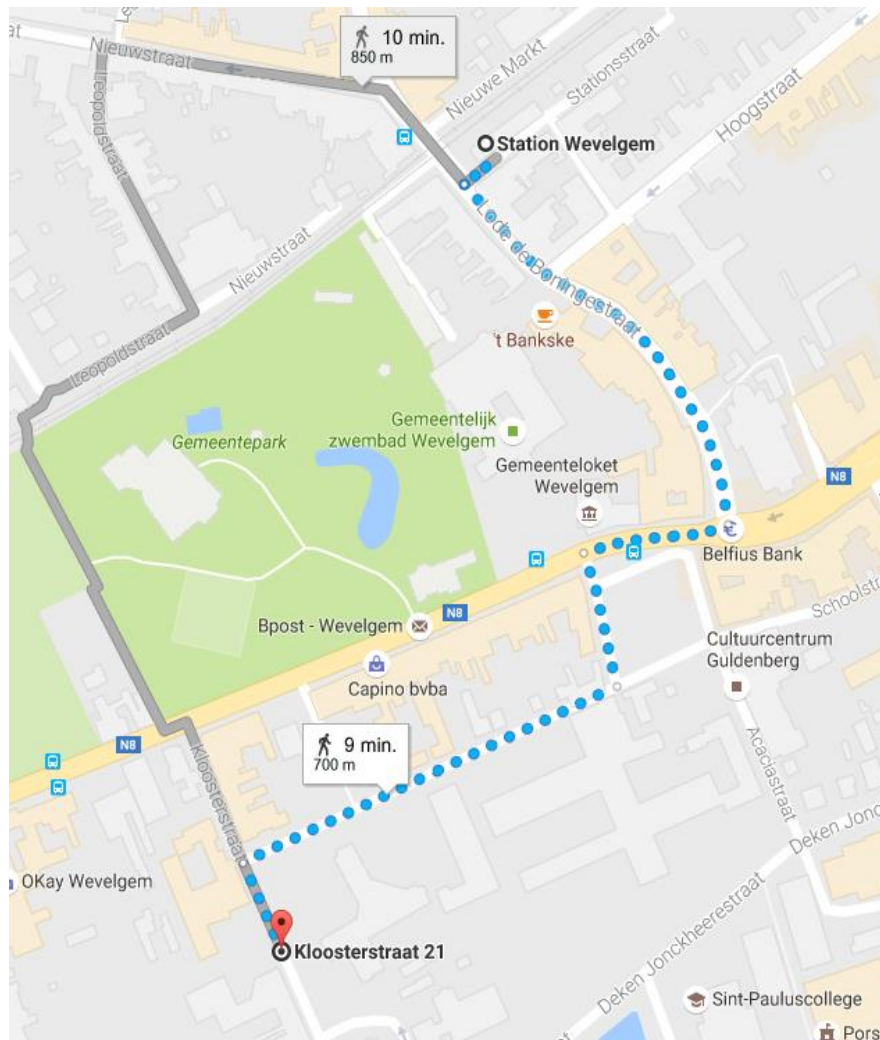 10 min.
850 m
Nieuwstraat
Leopoldstraat
Nieuwe Markt
Stationsstraat
Hoogstraat
Station Wevelgem
Lode de Boningestraat
Nieuwstraat
't Bankske
Leopoldstraat
Gemeentelijk
zwembad Wevelgem
Gemeentepark
Gemeenteloket
Wevelgem
N8
Belfius Bank
N8
Bpost - Wevelgem
Schoolstr
Cultuurcentrum
Guldenberg
Capino bvba
N8
9 min.
700 m
Kloosterstraat
Acaciastraat
Deken Jonc
OKay Wevelgem
Kloosterstraat 21
Deken Jonckheerestraat
Sint-Pauluscollege
Pors